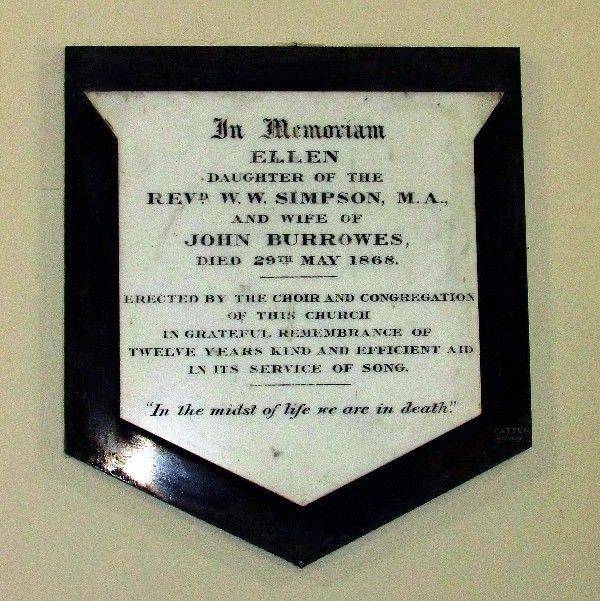 In Memoriam
ELLEN
DAUGHTER OF THE
REVD. W. W. SIMPSON, M.A.,
AND WIFE OF
JOHN BURROWES,
DIED 29TH MAY 1868.
ERECTED BY THE CHOIR AND CONGREGATION
OF THIS CHURCH
IN GRATEFUL REMEMBRANCE OF
TWELVE YEARS KIND AND EFFICIENT AID
IN ITS SERVICE OF SONG.
"In the midst of life we are in death."